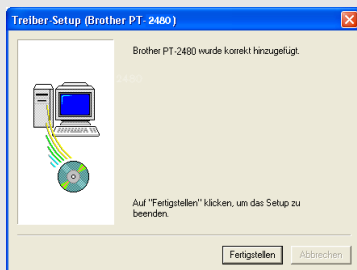 Treiber-Setup (Brother PT- 2480)
Brother PT-2480 wurde korrekt hinzugefügt.
Auf "Fertigstellen" klicken, um das Setup zu
beenden.
Fertigstellen
Abbrechen